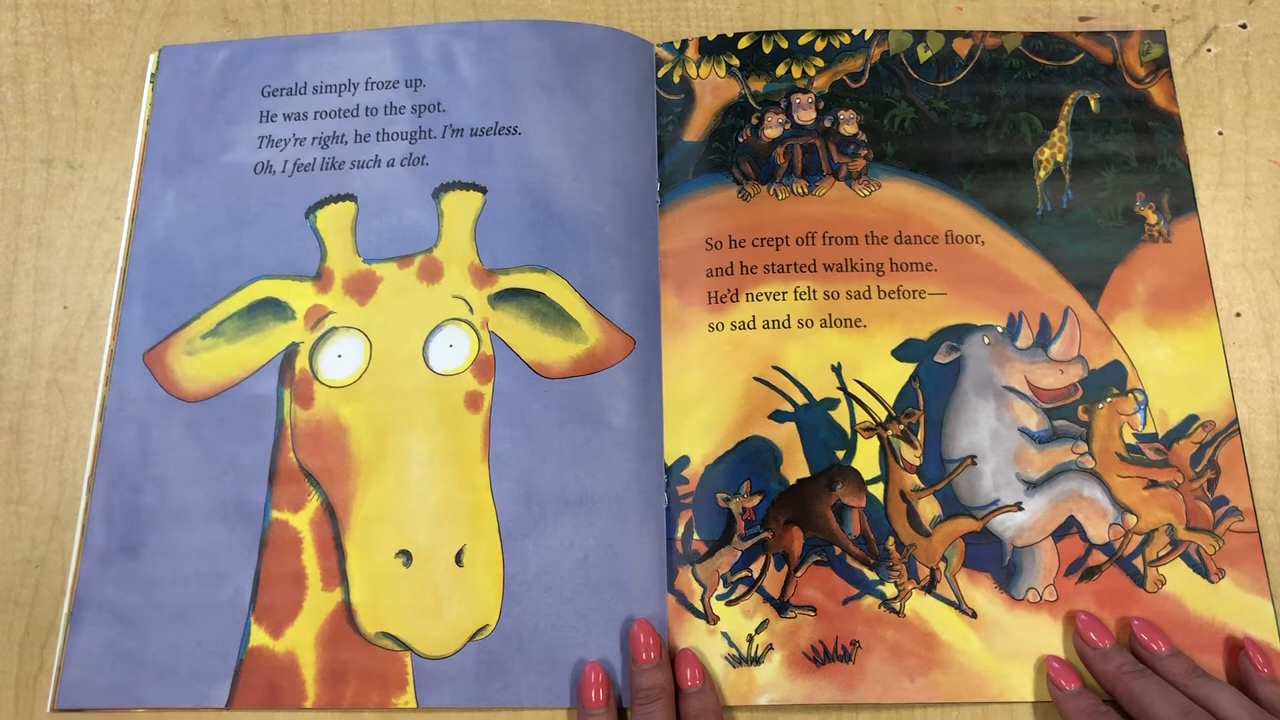 Gerald simply froze up.
He was rooted to the spot.
They're right, he thought. I'm useless.
Oh, I feel like such a clot.
So he crept off from the dance floor,
and he started walking home.
He'd never felt so sad before—
so sad and so alone.